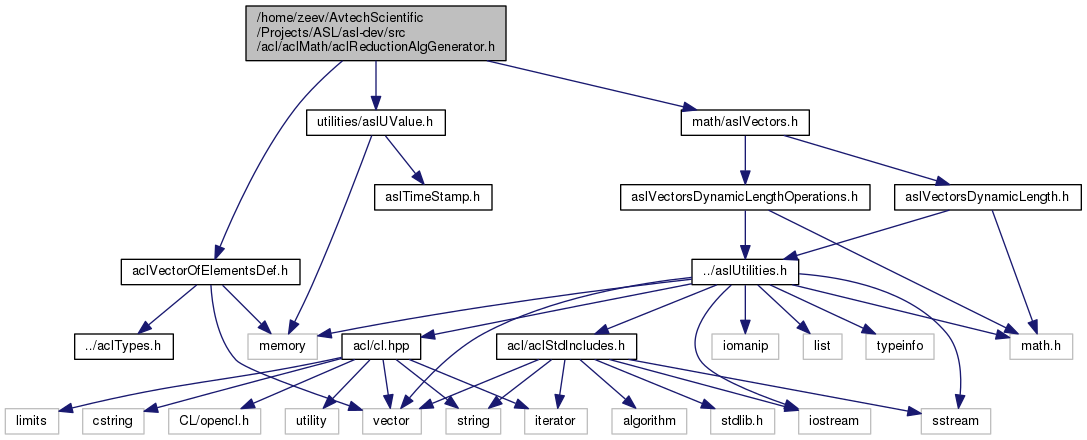 /home/zeev/AvtechScientific
/Projects/ASL/asl-dev/src
/acl/aclMath/aclReductionAlgGenerator.h
utilities/aslUValue.h
math/aslVectors.h
aslTimeStamp.h
aslVectorsDynamicLengthOperations.h
aslVectorsDynamicLength.h
aclVectorOfElementsDef.h
../aslUtilities.h
../aclTypes.h
memory
acl/cl.hpp
acl/aclStdIncludes.h
iomanip
list
typeinfo
math.h
limits
cstring
CL/opencl.h
utility
vector
string
iterator
algorithm
stdlib.h
iostream
sstream